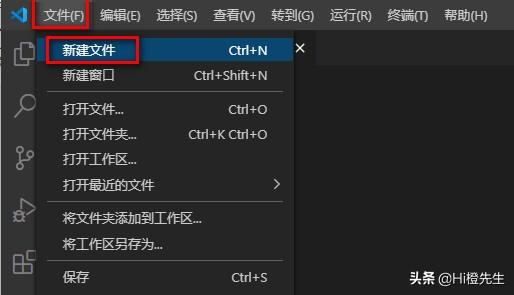 文件(F) 编辑(E) 选择(S) 查看(V) 转到(G) 运行(R) 终端(T) 帮助(H)
新建文件 Ctrl+N
新建窗口 Ctrl+Shift+N
打开文件... Ctrl+O
打开文件夹... Ctrl+K Ctrl+O
打开工作区...
打开最近的文件
将文件夹添加到工作区...
将工作区另存为...
保存 Ctrl+S
头条 @Hi橙先生